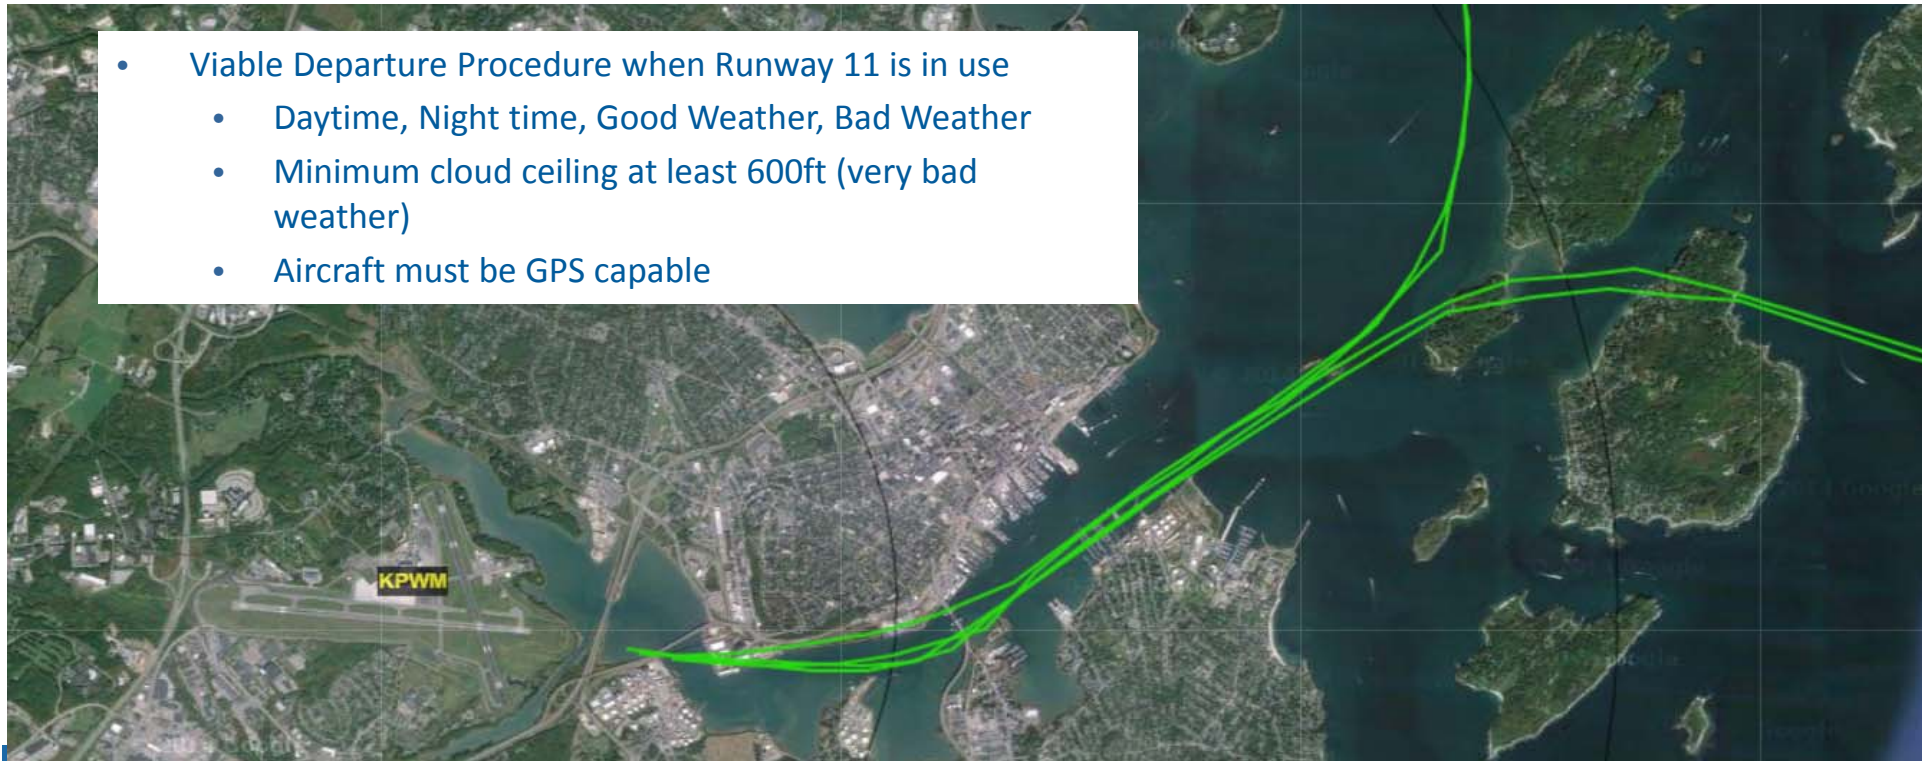 • Viable Departure Procedure when Runway 11 is in use
• Daytime, Night time, Good Weather, Bad Weather
• Minimum cloud ceiling at least 600ft (very bad
weather)
• Aircraft must be GPS capable
KPWM